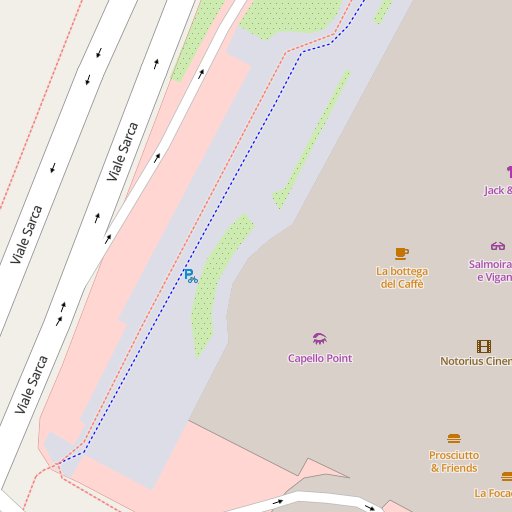 Viale Sarca
Viale Sarca
Viale Sarca
P
Jack &
La bottega
del Caffè
Salmoira
e Vigan
Capello Point
Notorius Cinem
Prosciutto
& Friends
La Focac